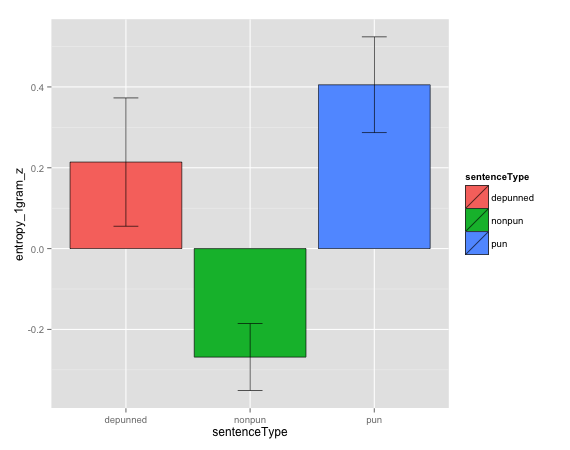 entropy_1gram_z
0.4
0.2
0.0
-0.2
depunned nonpun pun
sentenceType
sentenceType
depunned
nonpun
pun